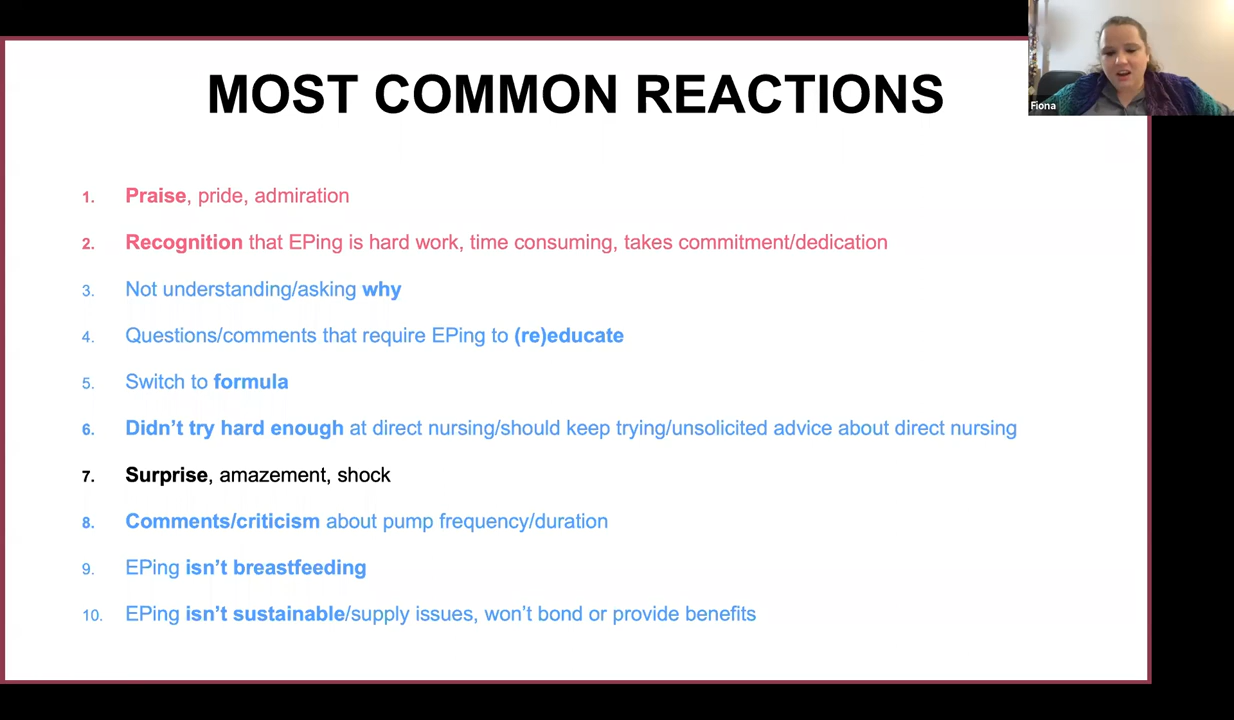 MOST COMMON REACTIONS
Fiona
1. Praise, pride, admiration
2. Recognition that EPing is hard work, time consuming, takes commitment/dedication
3. Not understanding/asking why
4. Questions/comments that require EPing to (re)educate
5. Switch to formula
6. Didn’t try hard enough at direct nursing/should keep trying/unsolicited advice about direct nursing
7. Surprise, amazement, shock
8. Comments/criticism about pump frequency/duration
9. EPing isn’t breastfeeding
10. EPing isn’t sustainable/supply issues, won’t bond or provide benefits